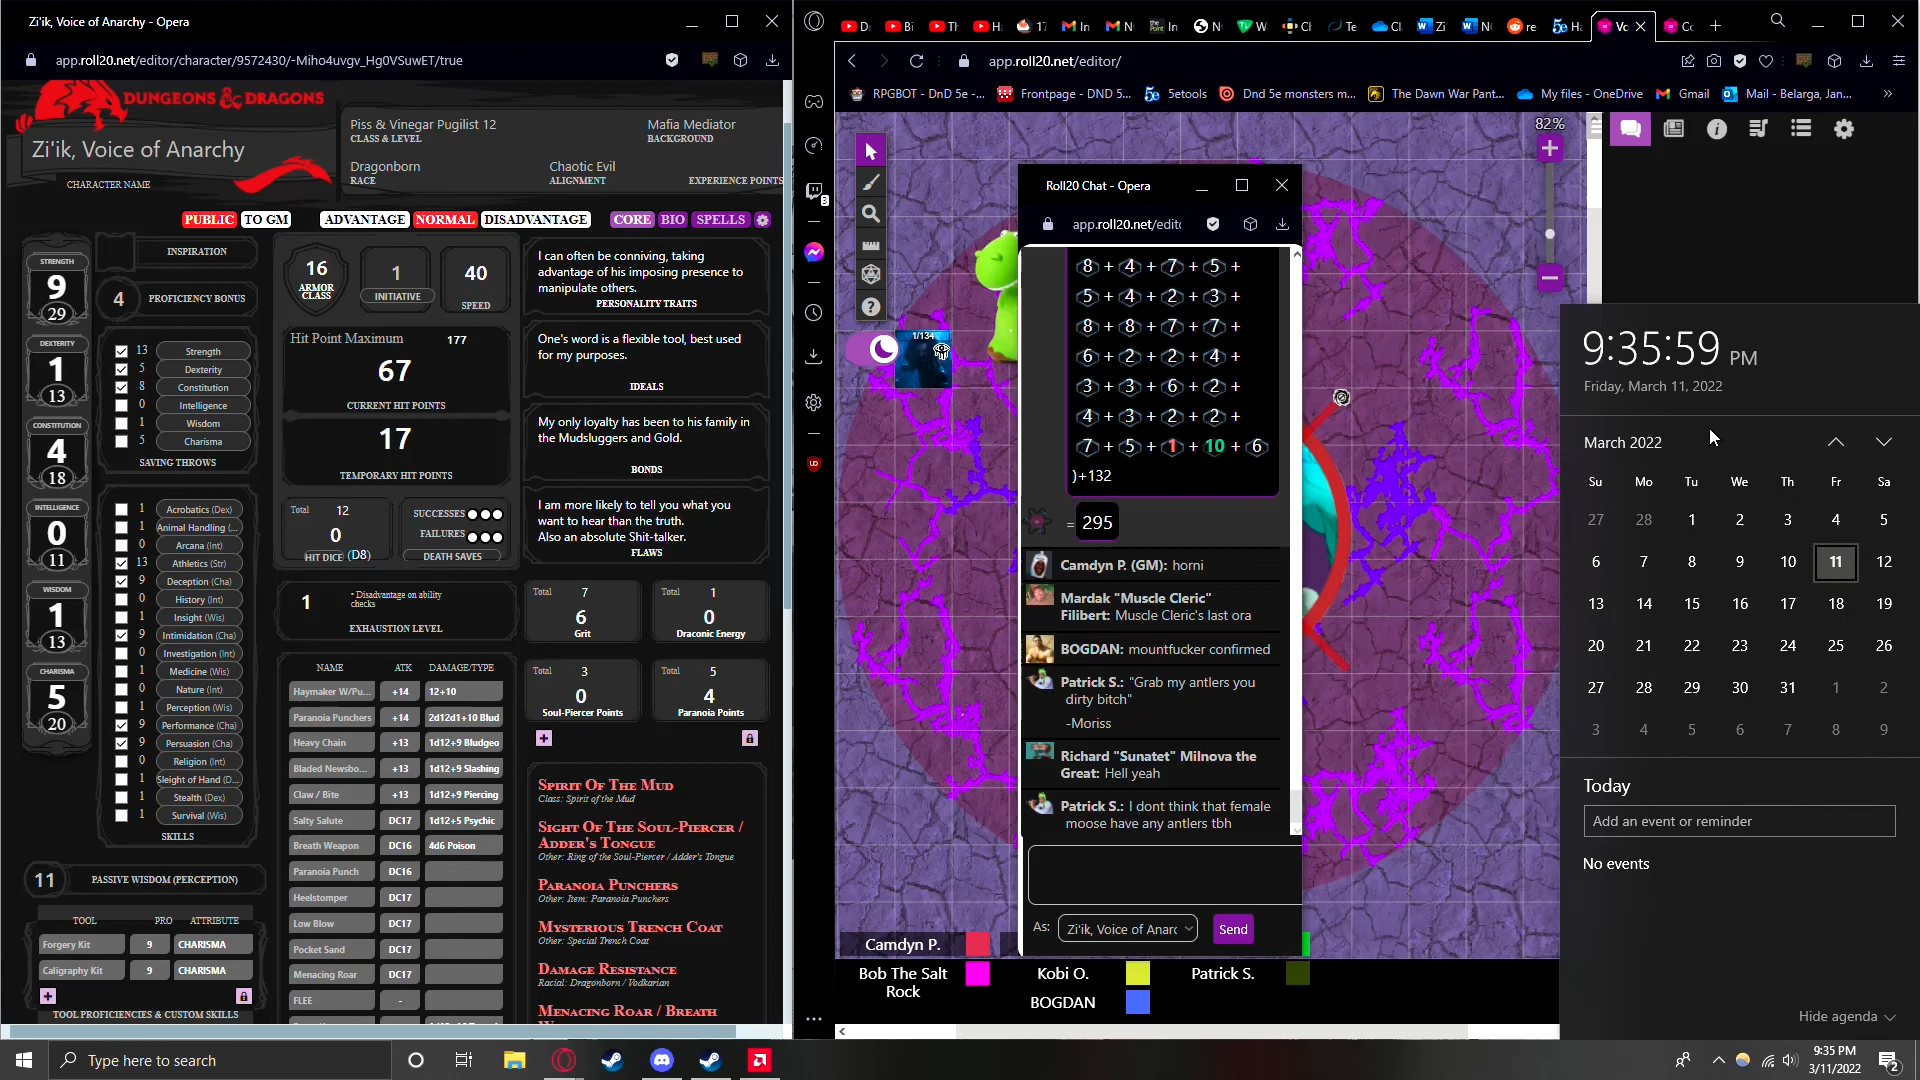 Zi'ik, Voice of Anarchy - Opera
app.roll20.net/editor/character/9572430/-Miho4uvgv_Hg0VSuwET/true
DUNGEONS & DRAGONS
Zi'ik, Voice of Anarchy
CHARACTER NAME
Piss & Vinegar Pugilist 12
CLASS & LEVEL
Mafia Mediator
BACKGROUND
Dragonborn
RACE
Chaotic Evil
ALIGNMENT
EXPERIENCE POINTS
PUBLIC TO GM ADVANTAGE NORMAL DISADVANTAGE CORE BIO SPELLS
STRENGTH
9
29
DEXTERITY
1
13
CONSTITUTION
4
18
INTELLIGENCE
0
11
WISDOM
1
13
CHARISMA
5
20
INSPIRATION
4 PROFICIENCY BONUS
13 Strength
5 Dexterity
8 Constitution
0 Intelligence
1 Wisdom
5 Charisma
SAVING THROWS
1 Acrobatics (Dex)
1 Animal Handling (...
0 Arcana (Int)
13 Athletics (Str)
9 Deception (Cha)
0 History (Int)
1 Insight (Wis)
9 Intimidation (Cha)
0 Investigation (Int)
1 Medicine (Wis)
0 Nature (Int)
1 Perception (Wis)
9 Performance (Cha)
9 Persuasion (Cha)
0 Religion (Int)
1 Sleight of Hand (D...
1 Stealth (Dex)
1 Survival (Wis)
SKILLS
11 PASSIVE WISDOM (PERCEPTION)
TOOL PRO ATTRIBUTE
Forgery Kit 9 CHARISMA
Caligraphy Kit 9 CHARISMA
TOOL PROFICIENCIES & CUSTOM SKILLS
16
ARMOR
CLASS
1
INITIATIVE
40
SPEED
Hit Point Maximum 177
67
CURRENT HIT POINTS
17
TEMPORARY HIT POINTS
Total 12
0
HIT DICE (D8)
SUCCESSES
FAILURES
DEATH SAVES
1
* Disadvantage on ability
checks
EXHAUSTION LEVEL
NAME ATK DAMAGE/TYPE
Haymaker W/Pu... +14 12+10
Paranoia Punchers +14 2d12d1+10 Blud
Heavy Chain +13 1d12+9 Bludgeo
Bladed Newsbo... +13 1d12+9 Slashing
Claw / Bite +13 1d12+9 Piercing
Salty Salute DC17 1d12+5 Psychic
Breath Weapon DC16 4d6 Poison
Paranoia Punch DC16
Heelstomper DC17
Low Blow DC17
Pocket Sand DC17
Menacing Roar DC17
FLEE -
I can often be conniving, taking
advantage of his imposing presence to
manipulate others.
PERSONALITY TRAITS
One's word is a flexible tool, best used
for my purposes.
IDEALS
My only loyalty has been to his family in
the Mudsluggers and Gold.
BONDS
I am more likely to tell you what you
want to hear than the truth.
Also an absolute Shit-talker.
FLAWS
Total 7
6
Grit
Total 1
0
Draconic Energy
Total 3
0
Soul-Piercer Points
Total 5
4
Paranoia Points
SPIRIT OF THE MUD
Class: Spirit of the Mud
SIGHT OF THE SOUL-PIERCER /
ADDER'S TONGUE
Other: Ring of the Soul-Piercer / Adder's Tongue
PARANOIA PUNCHERS
Other: Item: Paranoia Punchers
MYSTERIOUS TRENCH COAT
Other: Special Trench Coat
DAMAGE RESISTANCE
Racial: Dragonborn / Vodkarian
MENACING ROAR / BREATH
app.roll20.net/editor/
RPGBOT - DnD 5e -... Frontpage - DND 5... 5etools Dnd 5e monsters m... The Dawn War Pant... My files - OneDrive Gmail Mail - Belarga, Jan... »
82%
1/134
Roll20 Chat - Opera
app.roll20.net/edito
8 + 4 + 7 + 5 +
5 + 4 + 2 + 3 +
8 + 8 + 7 + 7 +
6 + 2 + 2 + 4 +
3 + 3 + 6 + 2 +
4 + 3 + 2 + 2 +
7 + 5 + 1 + 10 + 6
)+132
= 295
Camdyn P. (GM): horni
Mardak "Muscle Cleric"
Filibert: Muscle Cleric's last ora
BOGDAN: mountfucker confirmed
Patrick S.: "Grab my antlers you
dirty bitch"
-Moriss
Richard "Sunatet" Milnova the
Great: Hell yeah
Patrick S.: I dont think that female
moose have any antlers tbh
As: Zi'ik, Voice of Anarc Send
Camdyn P.
Bob The Salt
Rock
Kobi O.
BOGDAN
Patrick S.
9:35:59 PM
Friday, March 11, 2022
March 2022
Su Mo Tu We Th Fr Sa
27 28 1 2 3 4 5
6 7 8 9 10 11 12
13 14 15 16 17 18 19
20 21 22 23 24 25 26
27 28 29 30 31 1 2
3 4 5 6 7 8 9
Today
Add an event or reminder
No events
Hide agenda
Type here to search
9:35 PM
3/11/2022
2